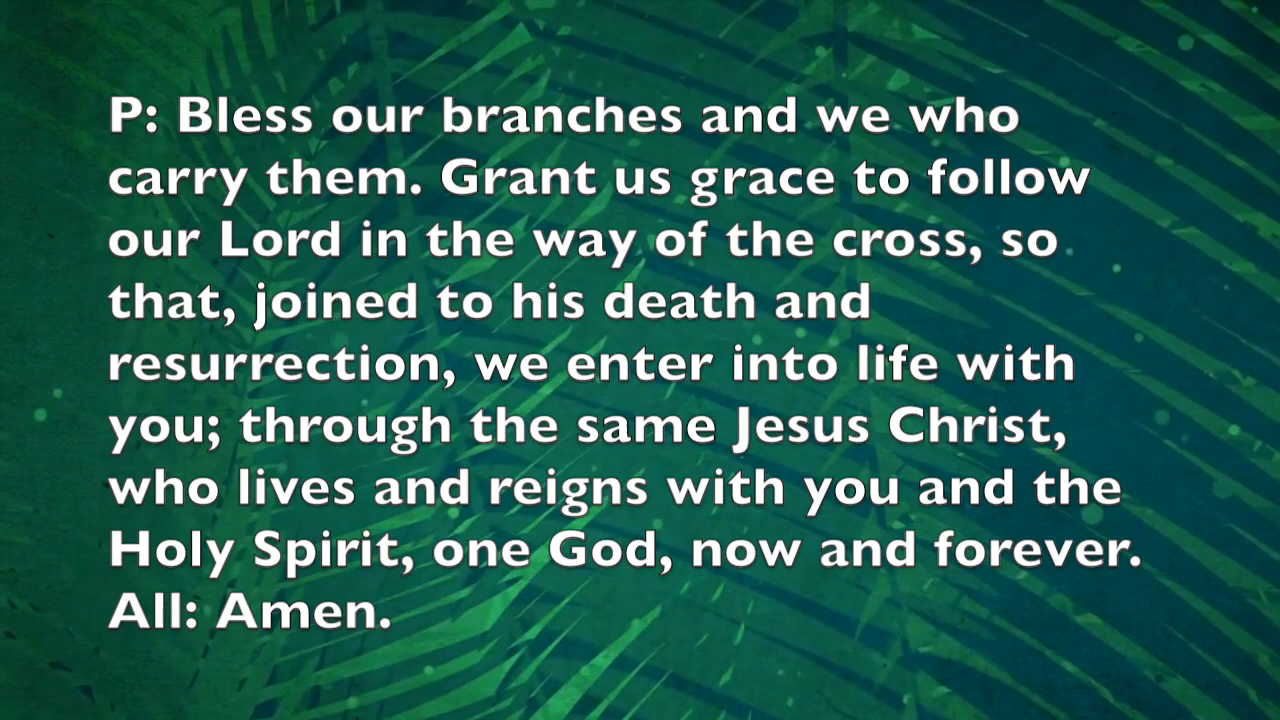 P: Bless our branches and we who
carry them. Grant us grace to follow
our Lord in the way of the cross, so
that, joined to his death and
resurrection, we enter into life with
you; through the same Jesus Christ,
who lives and reigns with you and the
Holy Spirit, one God, now and forever.
All: Amen.